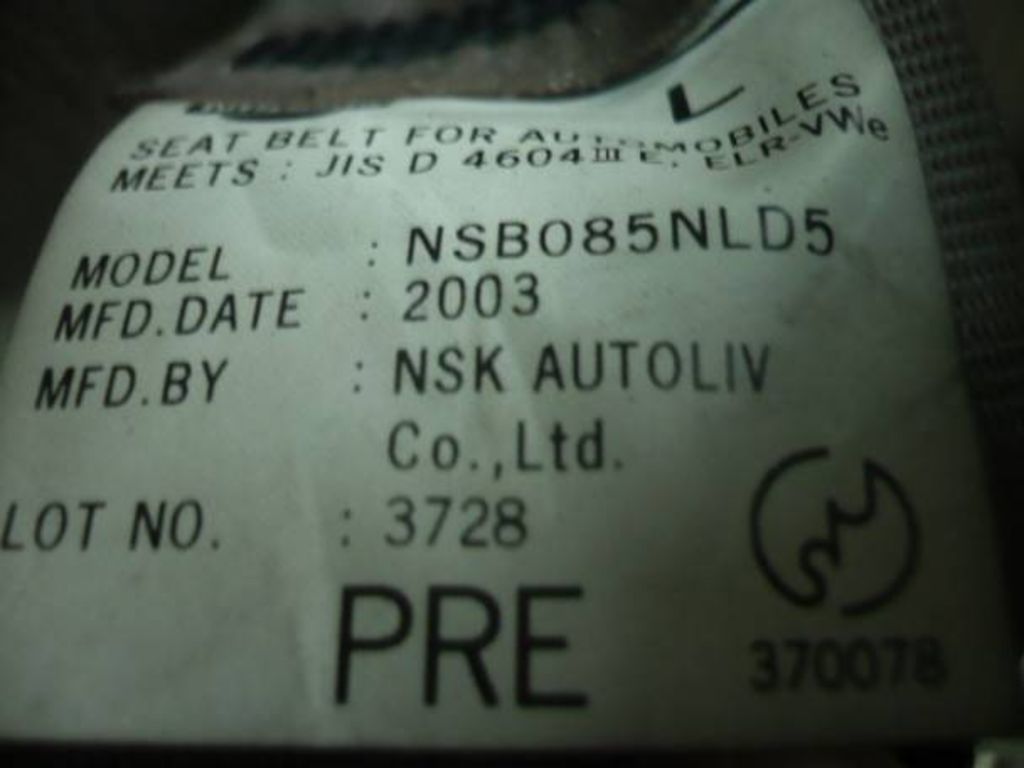 L
SEAT BELT FOR AUTOMOBILES
MEETS : JIS D 4604 III E, ELR-VWe
MODEL : NSB085NLD5
MFD.DATE : 2003
MFD.BY : NSK AUTOLIV
Co.,Ltd.
LOT NO. : 3728
PRE
370078